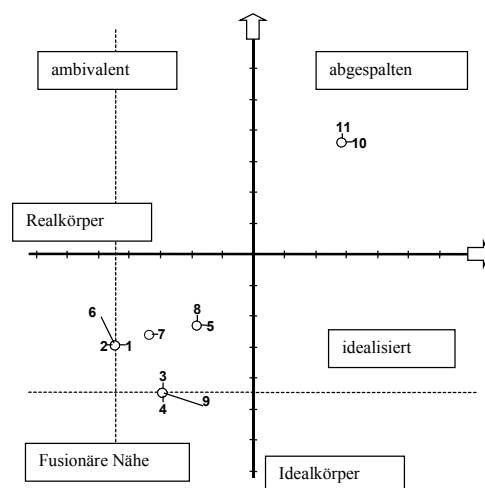 ambivalent
abgespalten
11
10
Realkörper
6
8
2
1
7
5
idealisiert
3
4
9
Fusionäre Nähe
Idealkörper